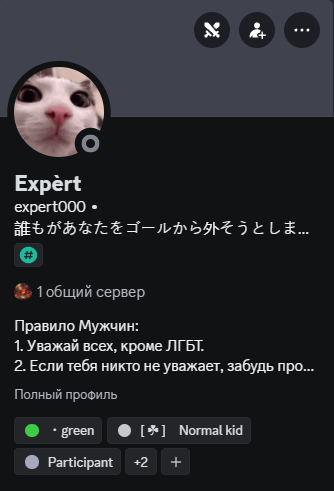 Expèrt
expert000 •
誰もがあなたをゴールから外そうとしま...
#
1 общий сервер
Правило Мужчин:
1. Уважай всех, кроме ЛГБТ.
2. Если тебя никто не уважает, забудь про...
Полный профиль
・green
[☘] Normal kid
Participant
+2
+